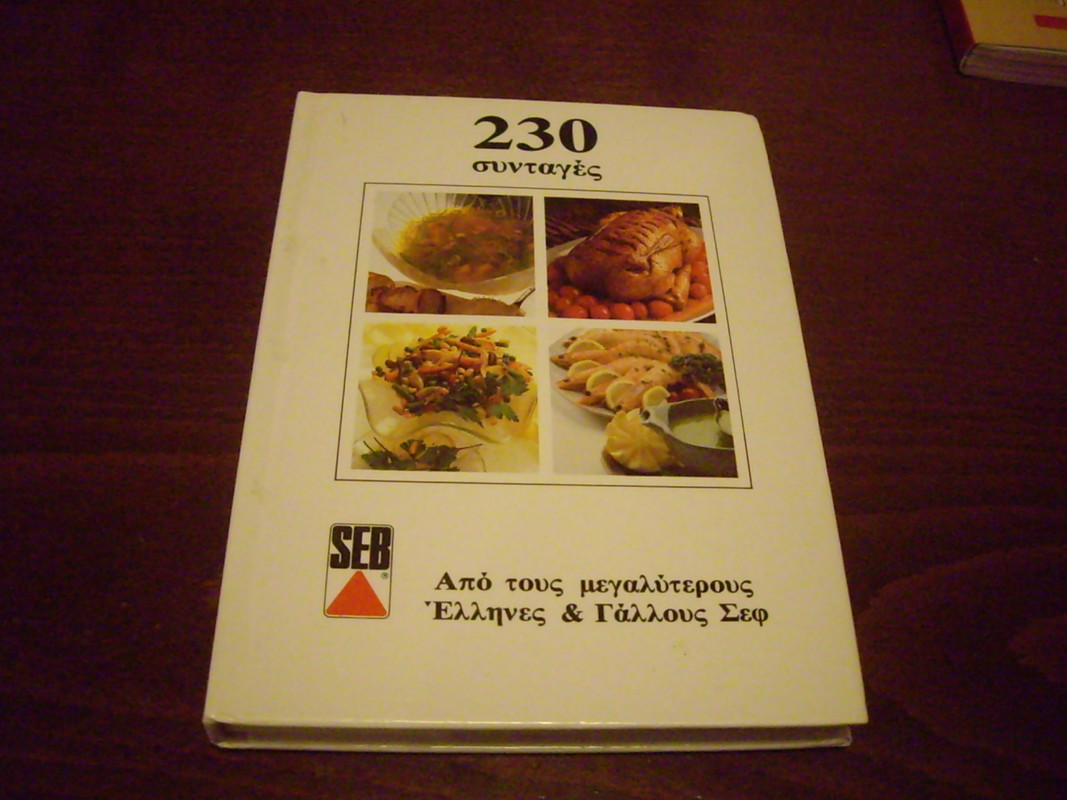 230
συνταγές
SEB
®
Από τους μεγαλύτερους
Έλληνες & Γάλλους Σεφ